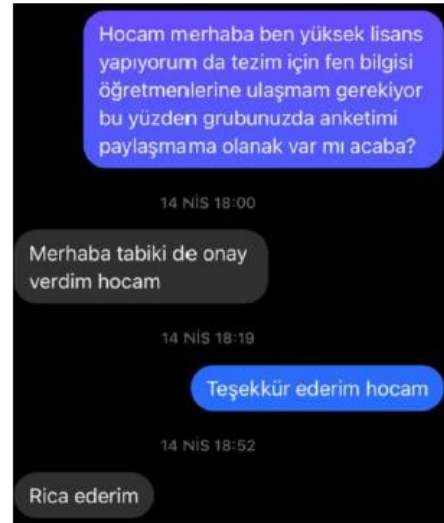 Hocam merhaba ben yüksek lisans
yapıyorum da tezim için fen bilgisi
öğretmenlerine ulaşmam gerekiyor
bu yüzden grubunuzda anketimi
paylaşmama olanak var mı acaba?
14 NİS 18:00
Merhaba tabiki de onay
verdim hocam
14 NİS 18:19
Teşekkür ederim hocam
14 NİS 18:52
Rica ederim